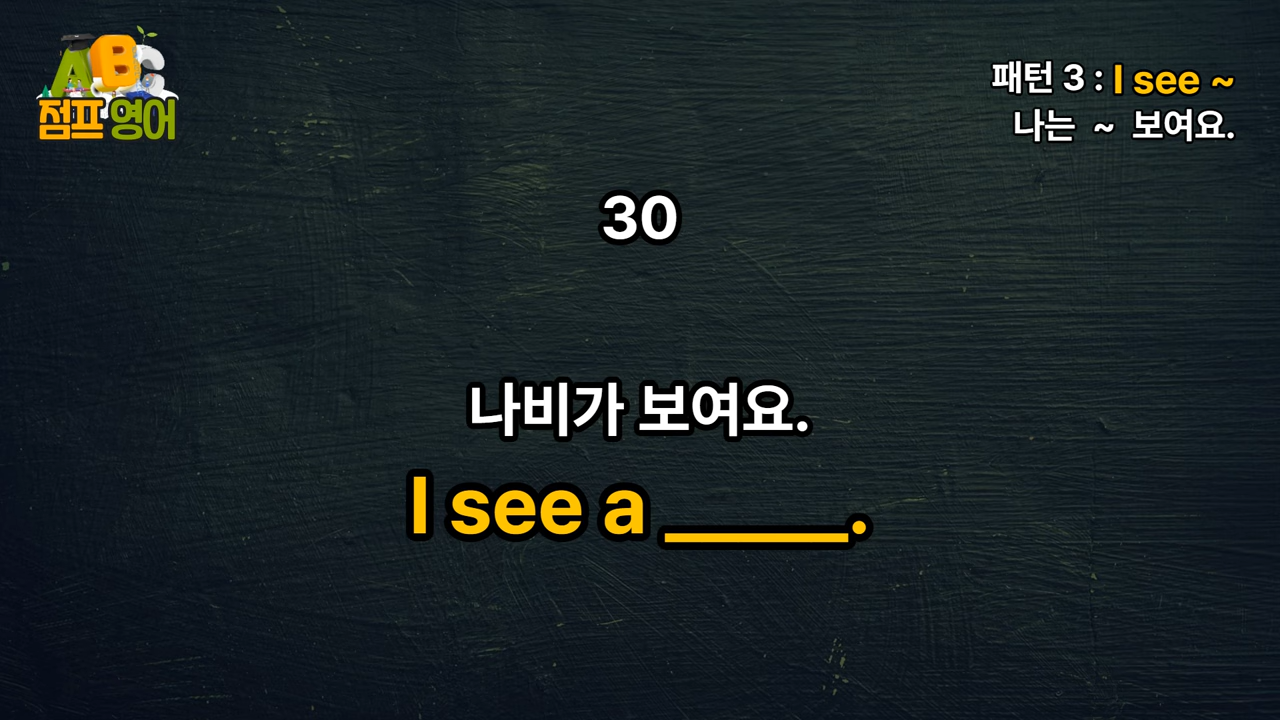 ABC
점프 영어
패턴 3 : I see ~
나는 ~ 보여요.
30
나비가 보여요.
I see a _____.